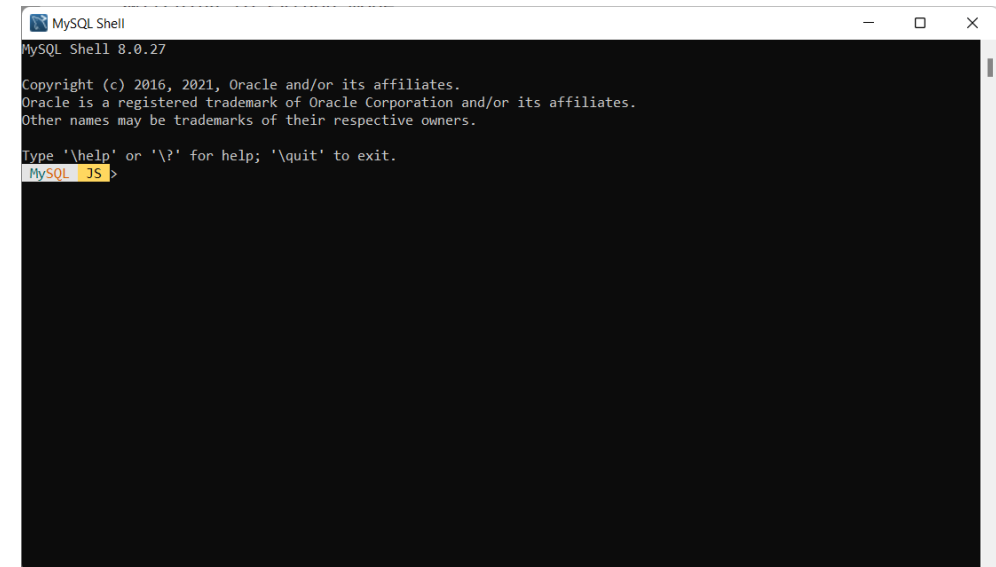 MySQL Shell
MySQL Shell 8.0.27
Copyright (c) 2016, 2021, Oracle and/or its affiliates.
Oracle is a registered trademark of Oracle Corporation and/or its affiliates.
Other names may be trademarks of their respective owners.
Type '\help' or '\?' for help; '\quit' to exit.
MySQL JS >